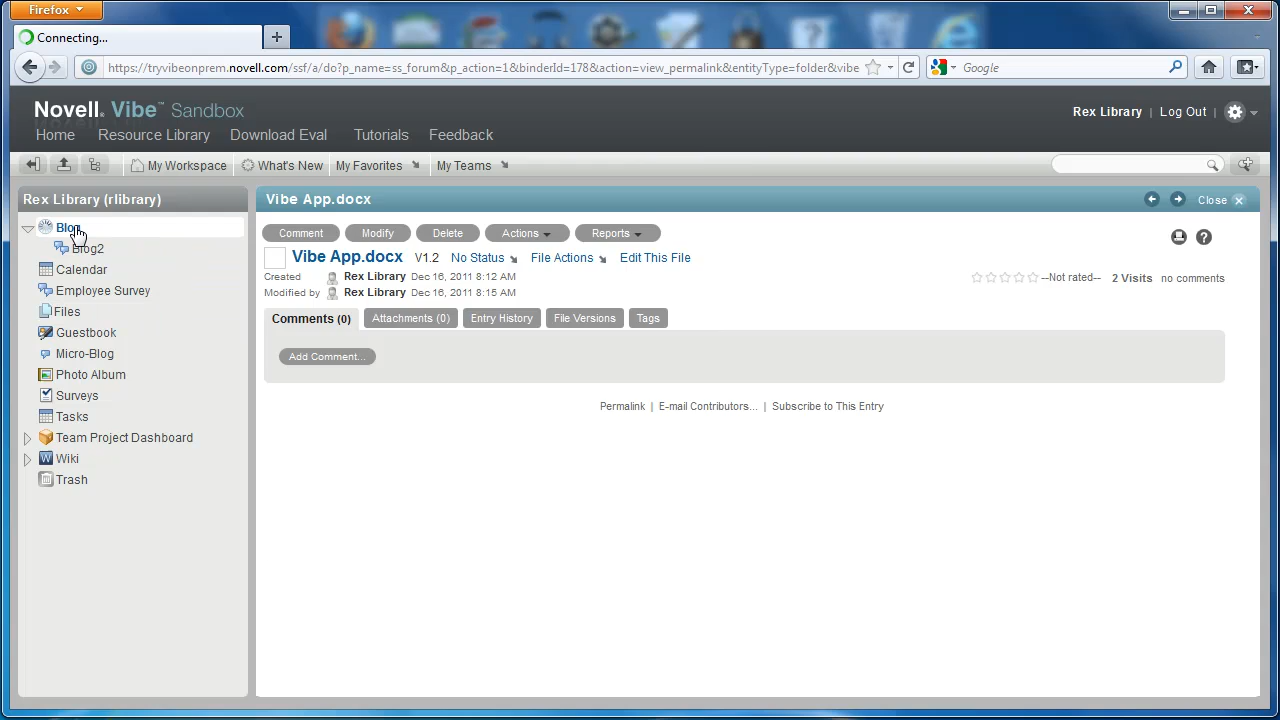 Firefox
Connecting...
https://tryvibeonprem.novell.com/ssf/a/do?p_name=ss_forum&p_action=1&binderId=178&action=view_permalink&entityType=folder&vibe
Google
Novell® Vibe™ Sandbox
Rex Library | Log Out |
Home Resource Library Download Eval Tutorials Feedback
My Workspace What's New My Favorites My Teams
Rex Library (rlibrary)
Blog
Blog2
Calendar
Employee Survey
Files
Guestbook
Micro-Blog
Photo Album
Surveys
Tasks
Team Project Dashboard
Wiki
Trash
Vibe App.docx
Close
Comment Modify Delete Actions Reports
Vibe App.docx V1.2 No Status File Actions Edit This File
Created Rex Library Dec 16, 2011 8:12 AM
Modified by Rex Library Dec 16, 2011 8:15 AM
--Not rated-- 2 Visits no comments
Comments (0) Attachments (0) Entry History File Versions Tags
Add Comment...
Permalink | E-mail Contributors... | Subscribe to This Entry